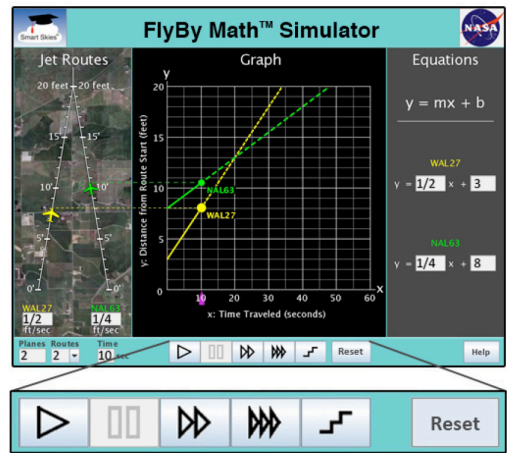 Smart Skies™
FlyBy Math™ Simulator
NASA
Jet Routes
Graph
Equations
20 feet 20 feet
15' 15'
10' 10'
5' 5'
0' 0'
WAL27 NAL63
1/2 1/4
ft/sec ft/sec
y
y: Distance from Route Start (feet)
20
15
10
5
0
NAL63
WAL27
10 20 30 40 50 60
x
x: Time Traveled (seconds)
y = mx + b
WAL27
y = 1/2 x + 3
NAL63
y = 1/4 x + 8
Planes Routes Time
2 2 10 sec
Reset
Help
Reset